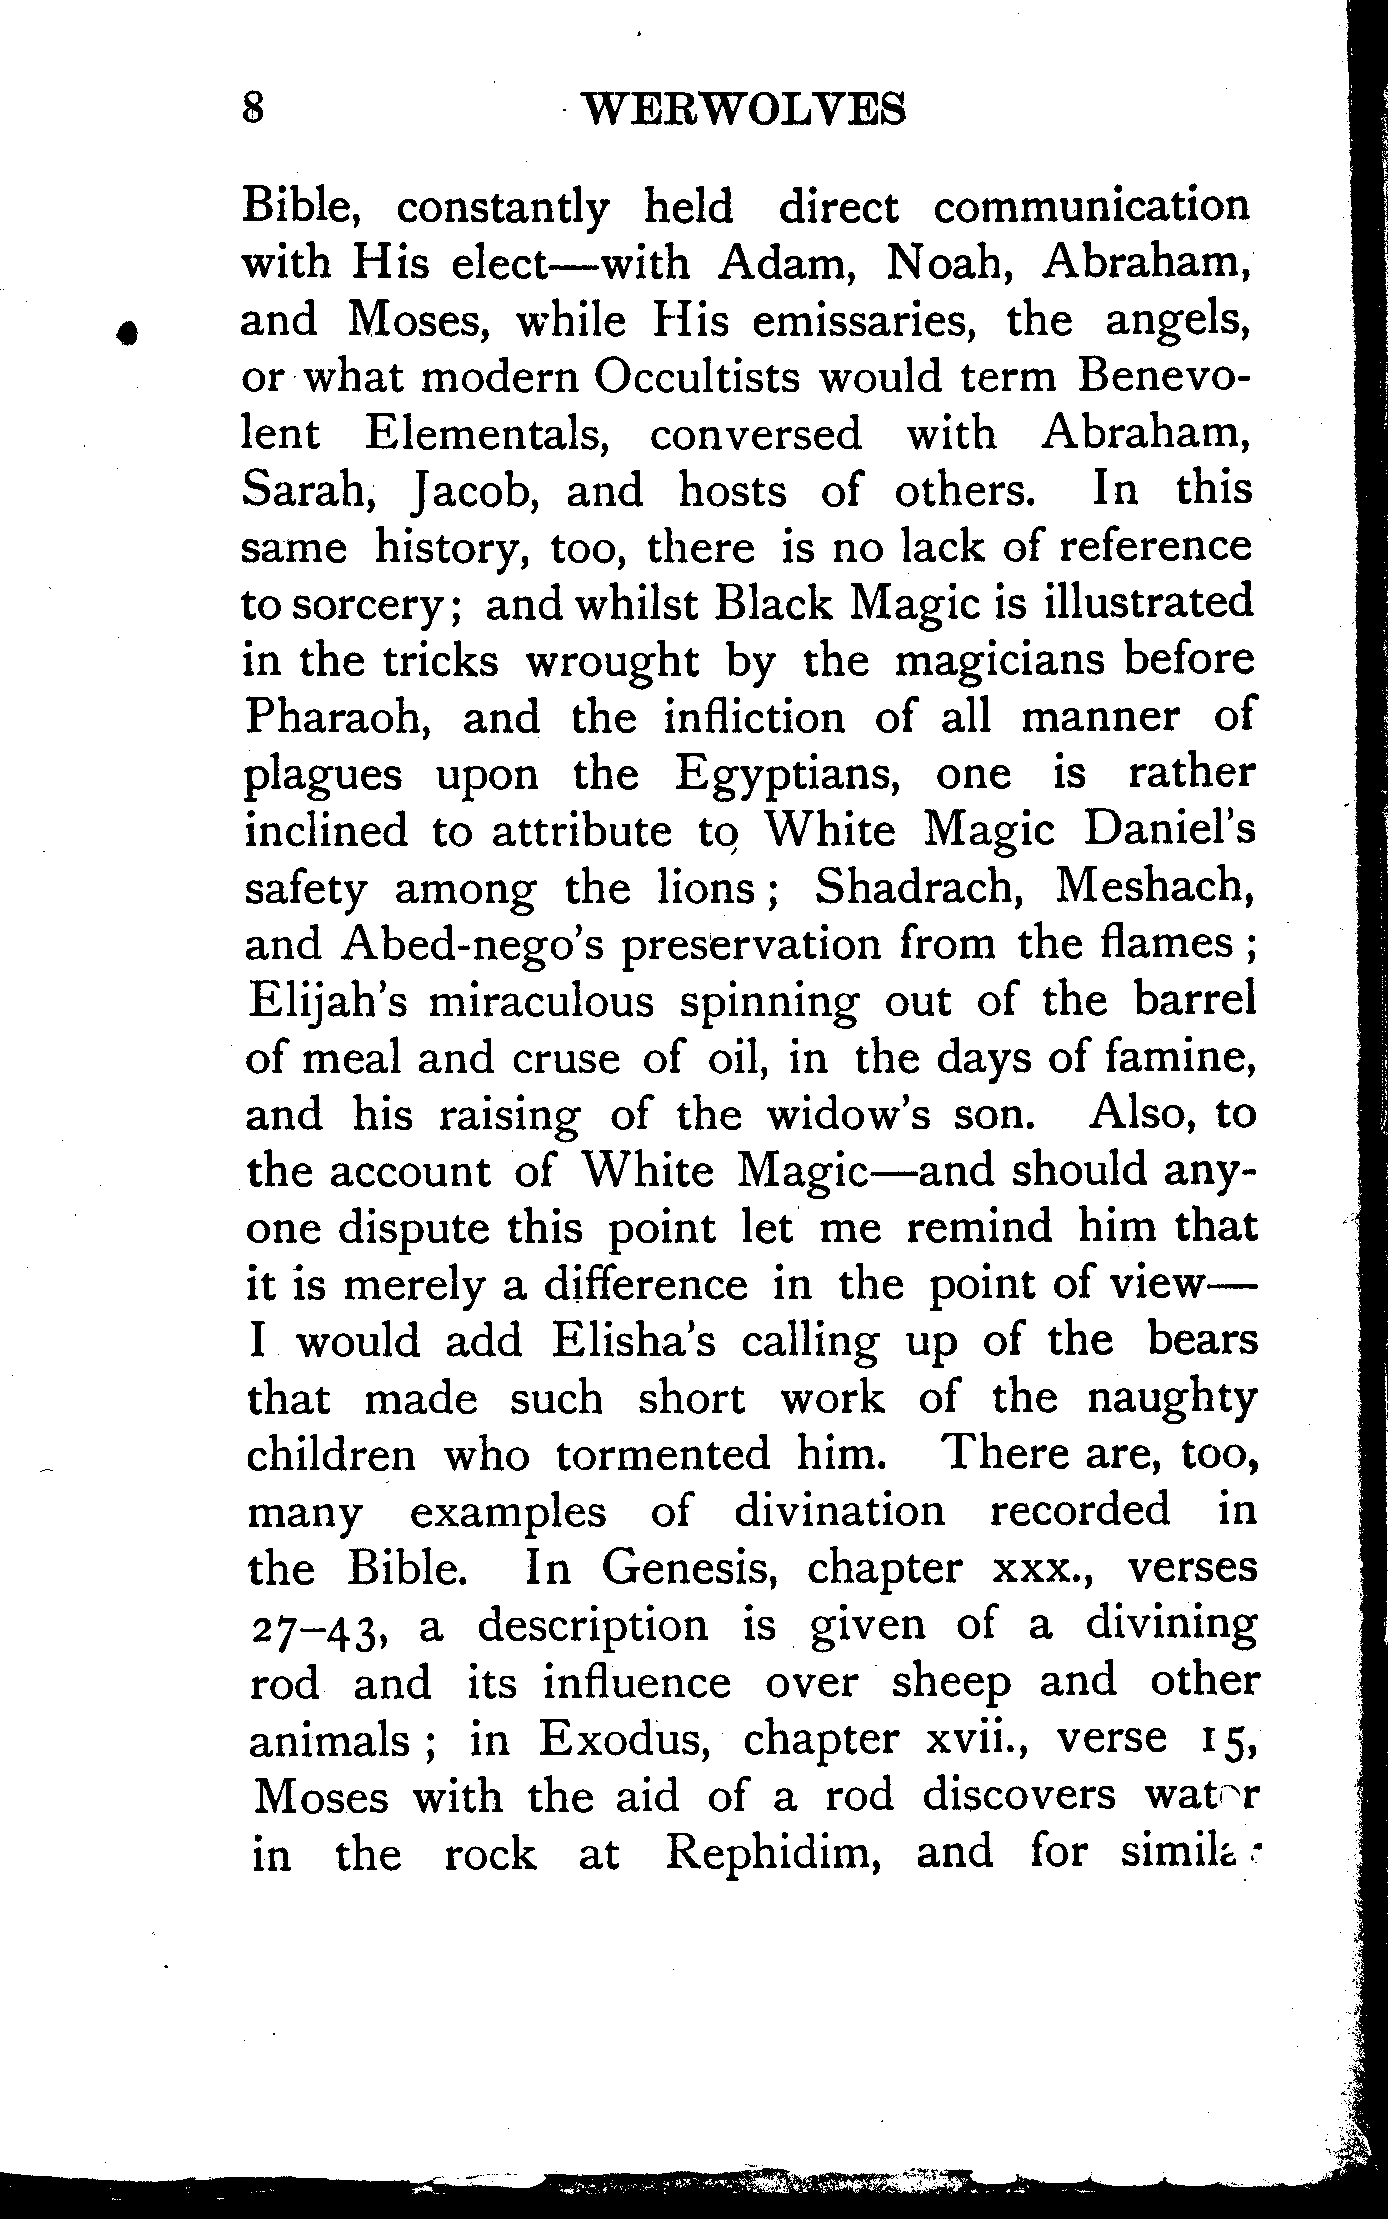 8 WERWOLVES
Bible, constantly held direct communication
with His elect—with Adam, Noah, Abraham,
and Moses, while His emissaries, the angels,
or what modern Occultists would term Benevo-
lent Elementals, conversed with Abraham,
Sarah, Jacob, and hosts of others. In this
same history, too, there is no lack of reference
to sorcery; and whilst Black Magic is illustrated
in the tricks wrought by the magicians before
Pharaoh, and the infliction of all manner of
plagues upon the Egyptians, one is rather
inclined to attribute to White Magic Daniel's
safety among the lions; Shadrach, Meshach,
and Abed-nego's preservation from the flames;
Elijah's miraculous spinning out of the barrel
of meal and cruse of oil, in the days of famine,
and his raising of the widow's son. Also, to
the account of White Magic—and should any-
one dispute this point let me remind him that
it is merely a difference in the point of view—
I would add Elisha's calling up of the bears
that made such short work of the naughty
children who tormented him. There are, too,
many examples of divination recorded in
the Bible. In Genesis, chapter xxx., verses
27–43, a description is given of a divining
rod and its influence over sheep and other
animals; in Exodus, chapter xvii., verse 15,
Moses with the aid of a rod discovers water
in the rock at Rephidim, and for similar